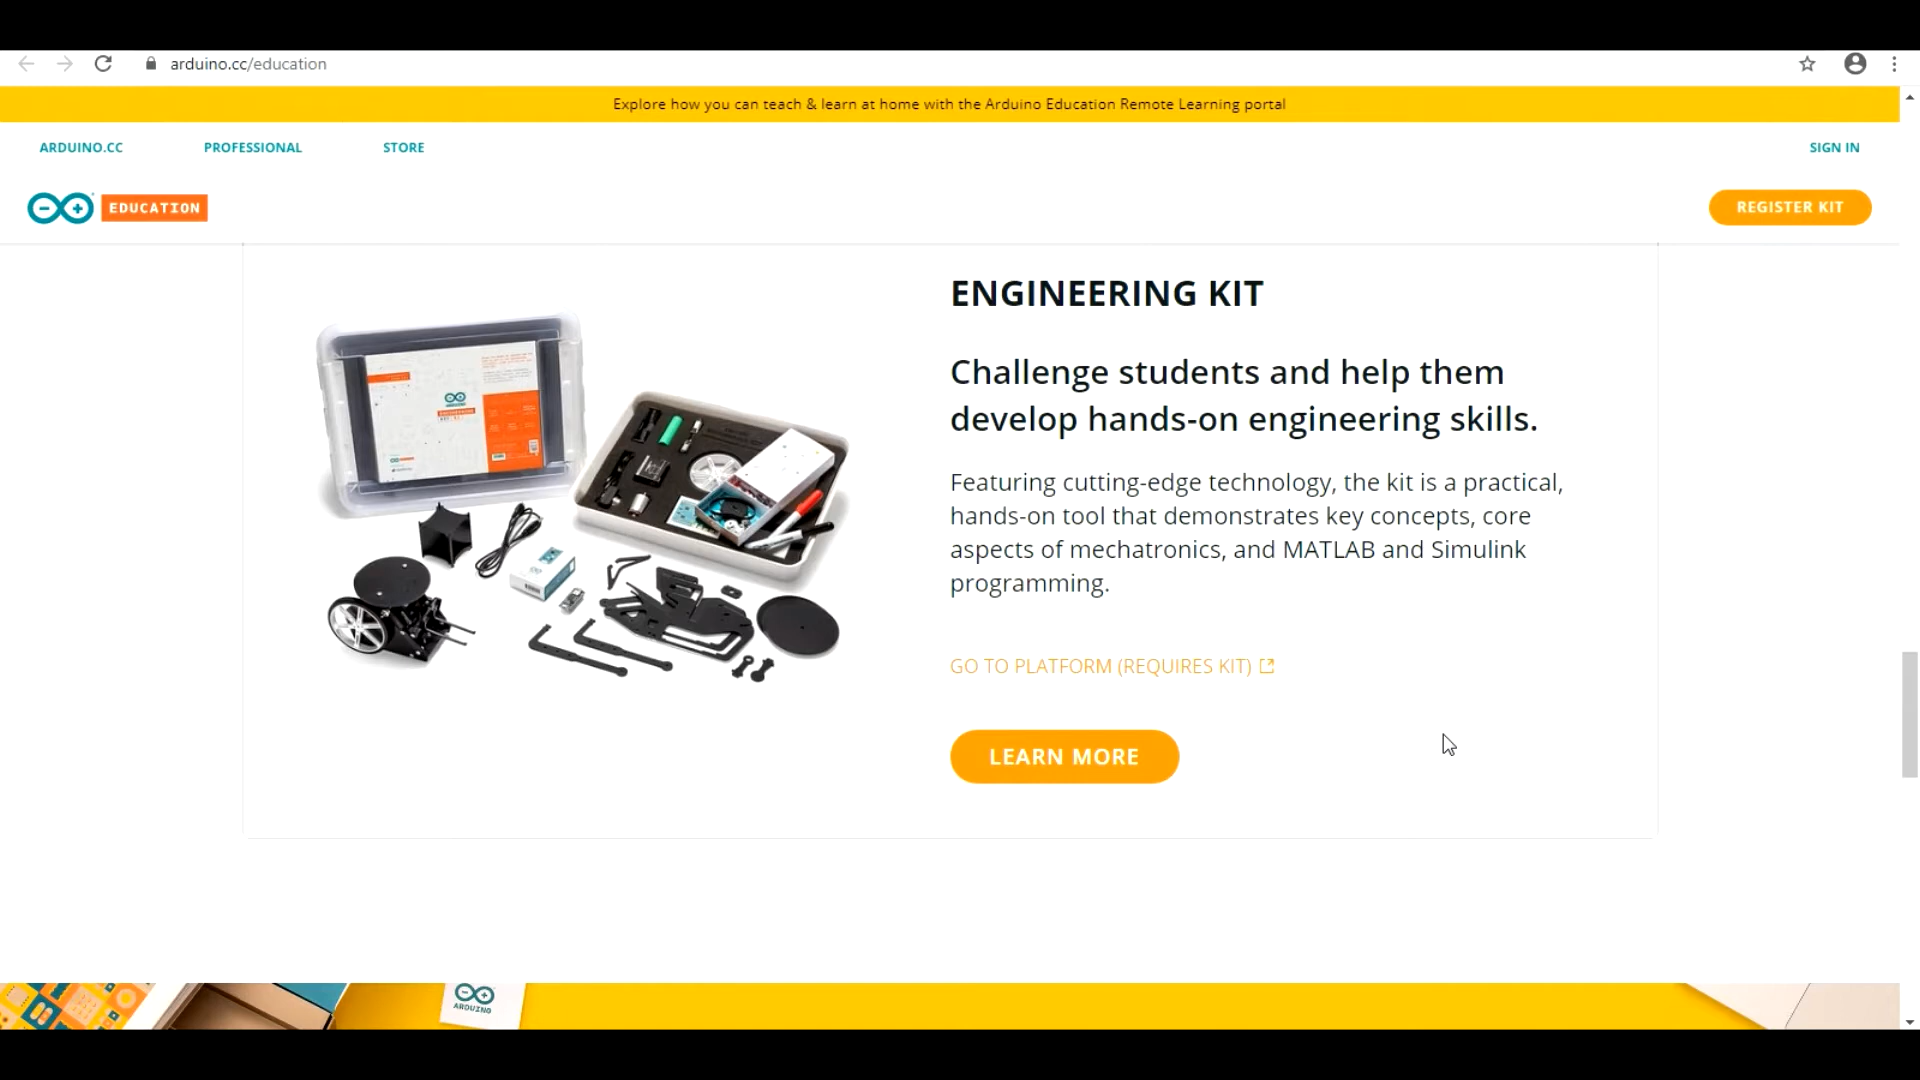 arduino.cc/education
Explore how you can teach & learn at home with the Arduino Education Remote Learning portal
ARDUINO.CC PROFESSIONAL STORE SIGN IN
EDUCATION REGISTER KIT
ENGINEERING KIT
Challenge students and help them
develop hands-on engineering skills.
Featuring cutting-edge technology, the kit is a practical,
hands-on tool that demonstrates key concepts, core
aspects of mechatronics, and MATLAB and Simulink
programming.
GO TO PLATFORM (REQUIRES KIT)
LEARN MORE
ARDUINO